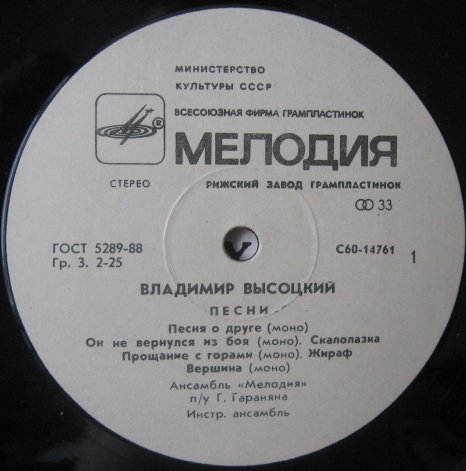 МИНИСТЕРСТВО
КУЛЬТУРЫ СССР
ВСЕСОЮЗНАЯ ФИРМА ГРАМПЛАСТИНОК
®
МЕЛОДИЯ
СТЕРЕО
РИЖСКИЙ ЗАВОД ГРАМПЛАСТИНОК
33
ГОСТ 5289-88
Гр. 3. 2-25
С60-14761
1
ВЛАДИМИР ВЫСОЦКИЙ
ПЕСНИ
Песня о друге (моно)
Он не вернулся из боя (моно). Скалолазка
Прощание с горами (моно). Жираф
Вершина (моно)
Ансамбль «Мелодия»
п/у Г. Гараняна
Инстр. ансамбль